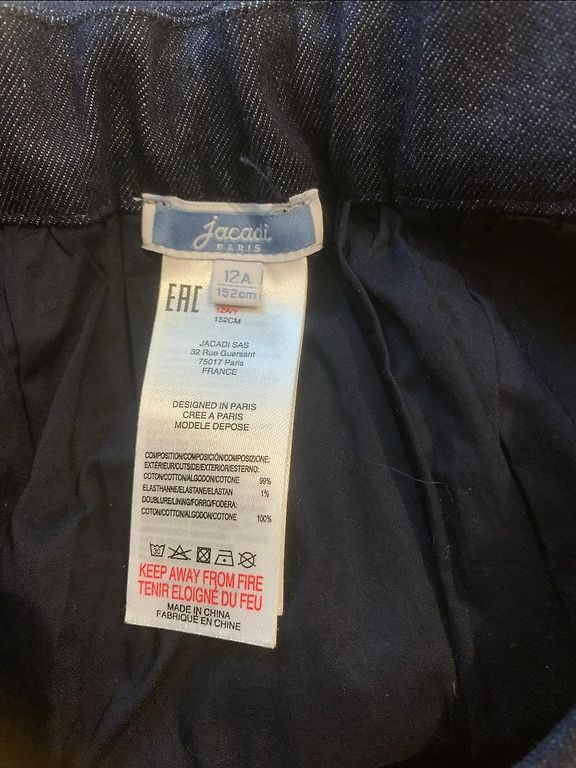 jacadi
PARIS
12A
152cm
EAC
12A/Y
152CM
JACADI SAS
32 Rue Guersant
75017 Paris
FRANCE
DESIGNED IN PARIS
CREE A PARIS
MODELE DEPOSE
COMPOSITION/COMPOSICIÓN/COMPOSIZIONE:
EXTÉRIEUR/OUTSIDE/EXTERIOR/ESTERNO:
COTON/COTTON/ALGODON/COTONE 99%
ELASTHANNE/ELASTANE/ELASTAN 1%
DOUBLURE/LINING/FORRO/FODERA:
COTON/COTTON/ALGODON/COTONE 100%
30
KEEP AWAY FROM FIRE
TENIR ELOIGNÉ DU FEU
MADE IN CHINA
FABRIQUÉ EN CHINE